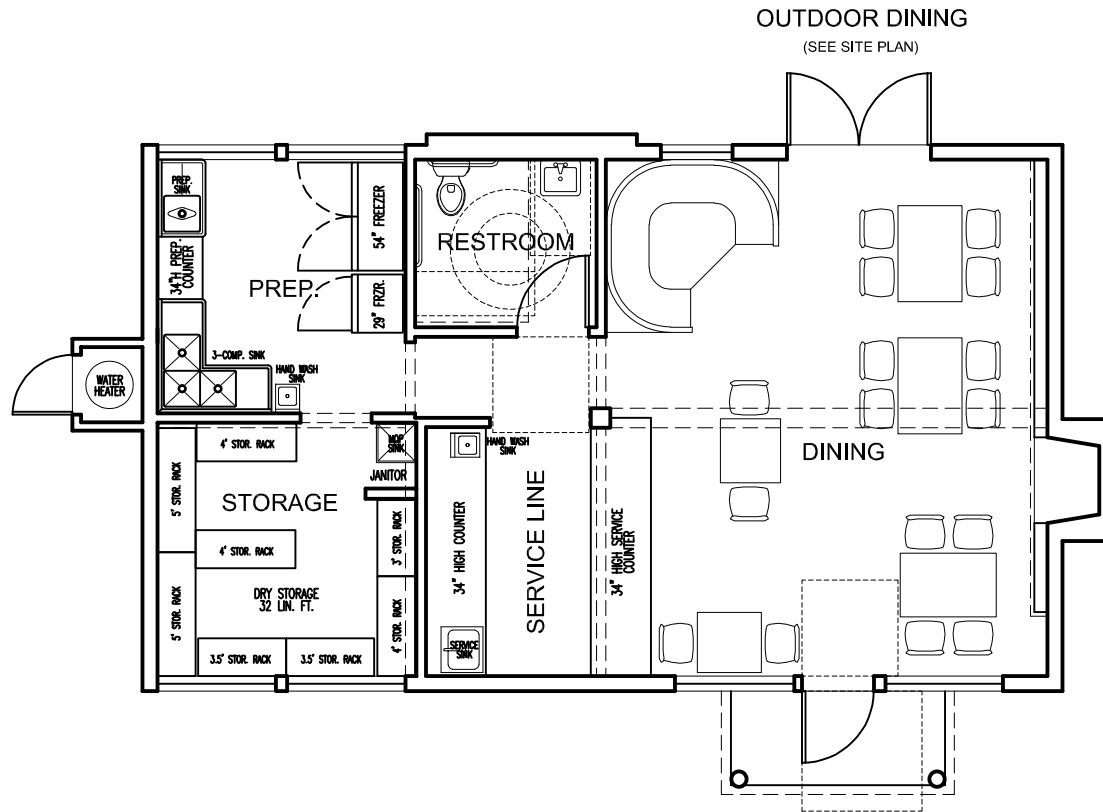 OUTDOOR DINING
(SEE SITE PLAN)
PREP.
SINK
34"H PREP.
COUNTER
PREP.
54" FREEZER
29" FRZR.
RESTROOM
3-COMP. SINK
HAND WASH
SINK
WATER
HEATER
4' STOR. RACK
MOP
SINK
JANITOR
5' STOR. RACK
STORAGE
4' STOR. RACK
3' STOR. RACK
DRY STORAGE
32 LIN. FT.
5' STOR. RACK
3.5' STOR. RACK
3.5' STOR. RACK
4' STOR. RACK
HAND WASH
SINK
34" HIGH COUNTER
SERVICE LINE
SERVICE
SINK
34" HIGH SERVICE
COUNTER
DINING